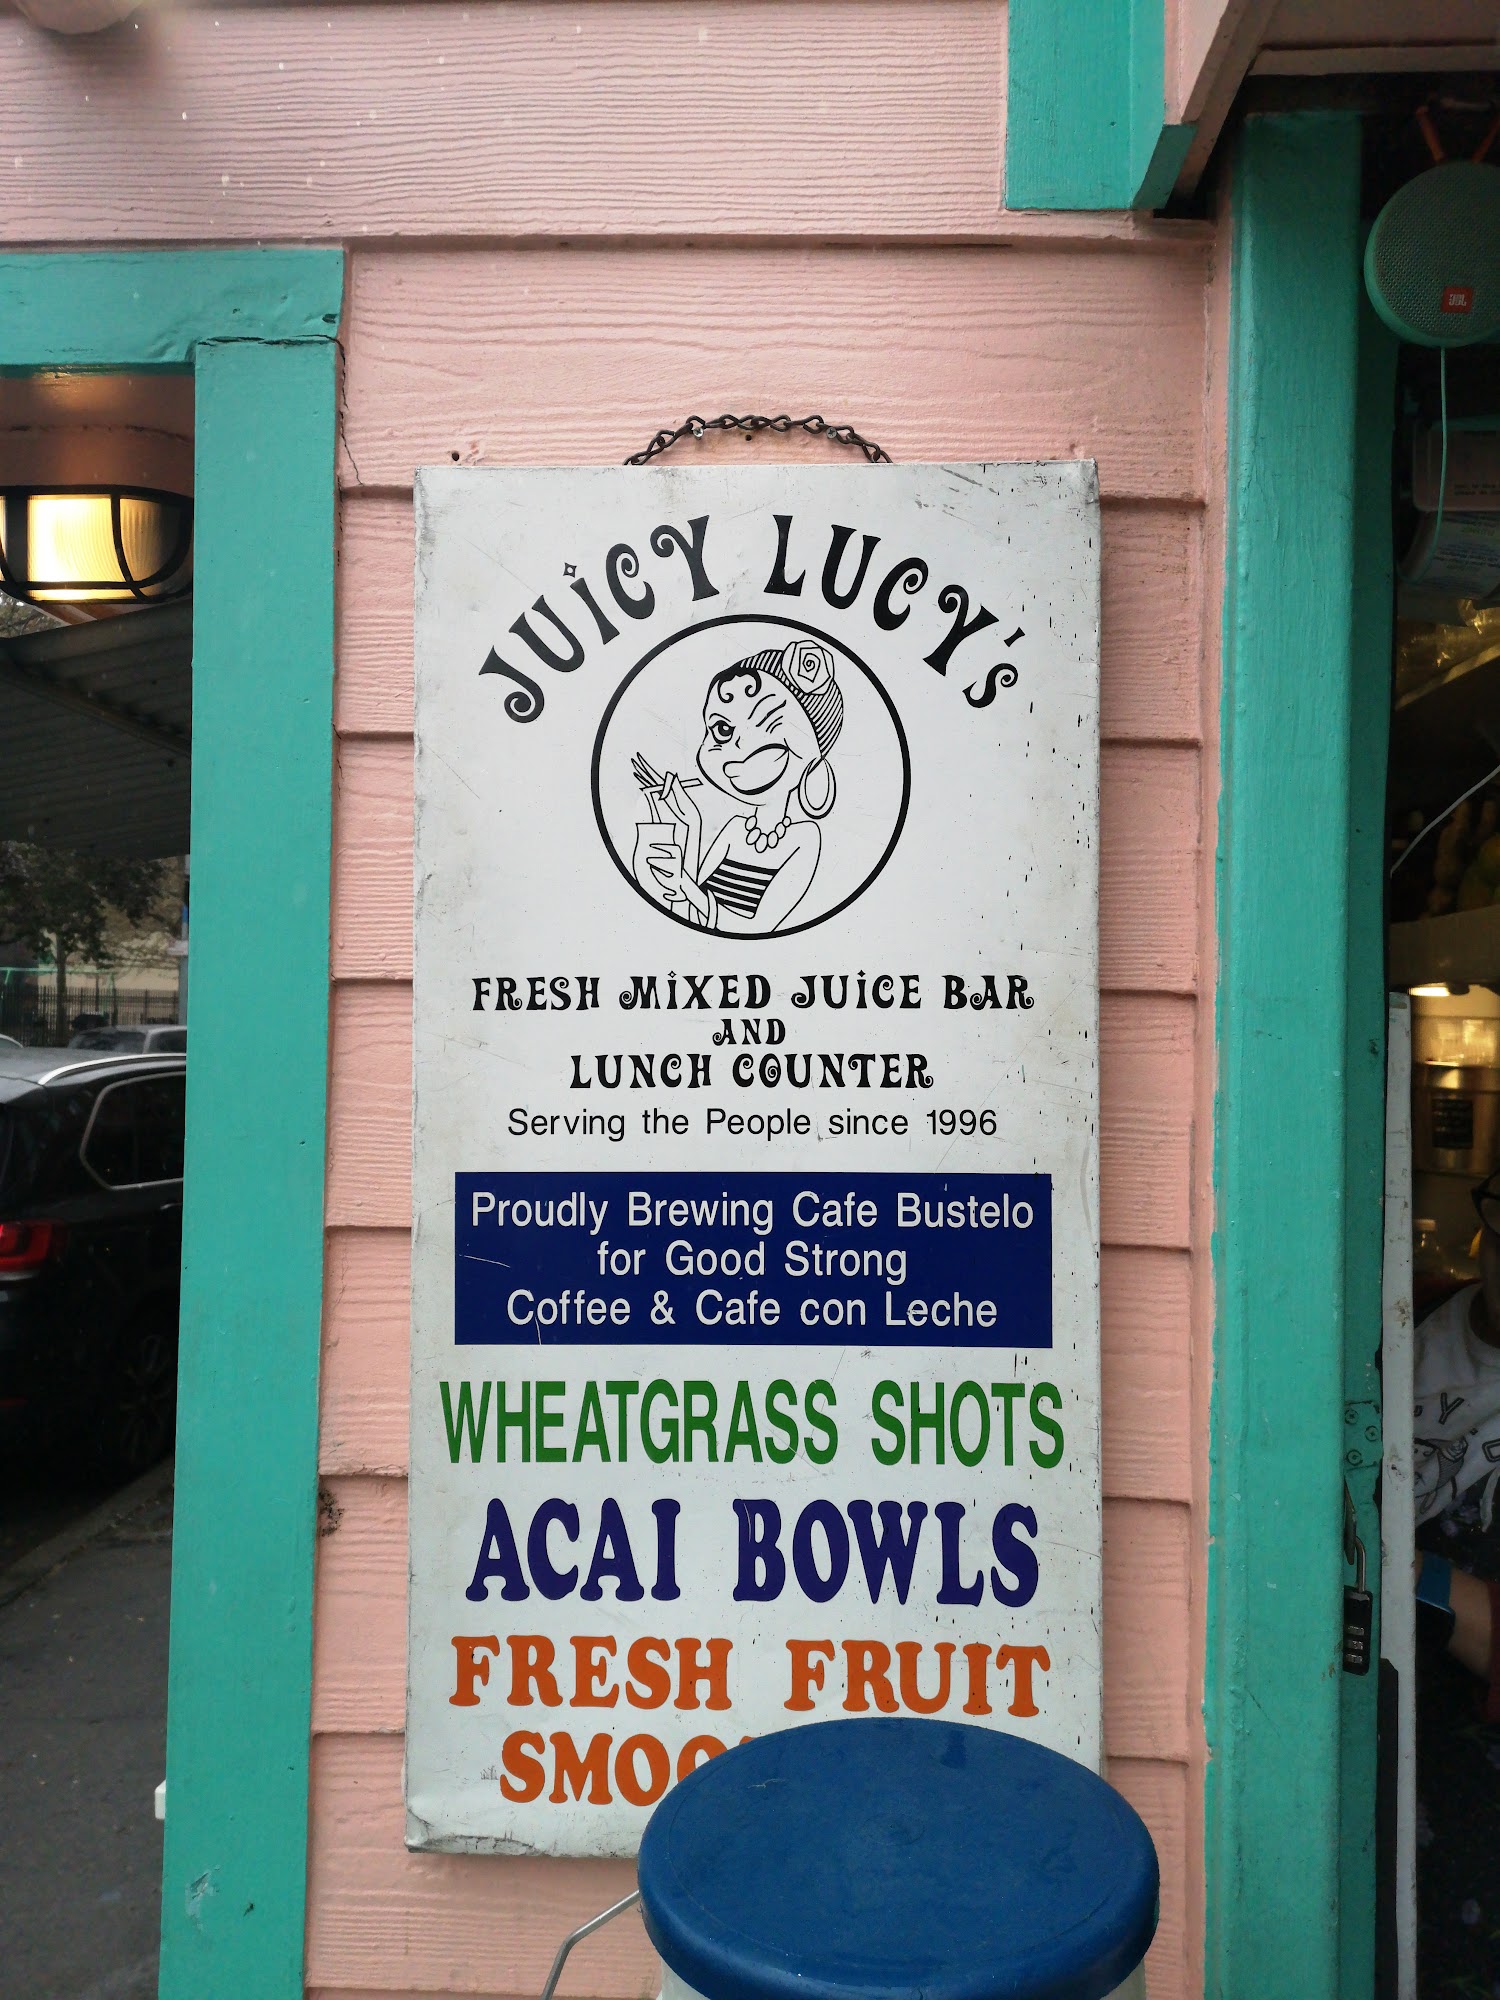 JUiCY LUCY's
FRESH MiXED JUiCE BAR
AND
LUNCH COUNTER
Serving the People since 1996
Proudly Brewing Cafe Bustelo
for Good Strong
Coffee & Cafe con Leche
WHEATGRASS SHOTS
ACAI BOWLS
FRESH FRUIT
JBL